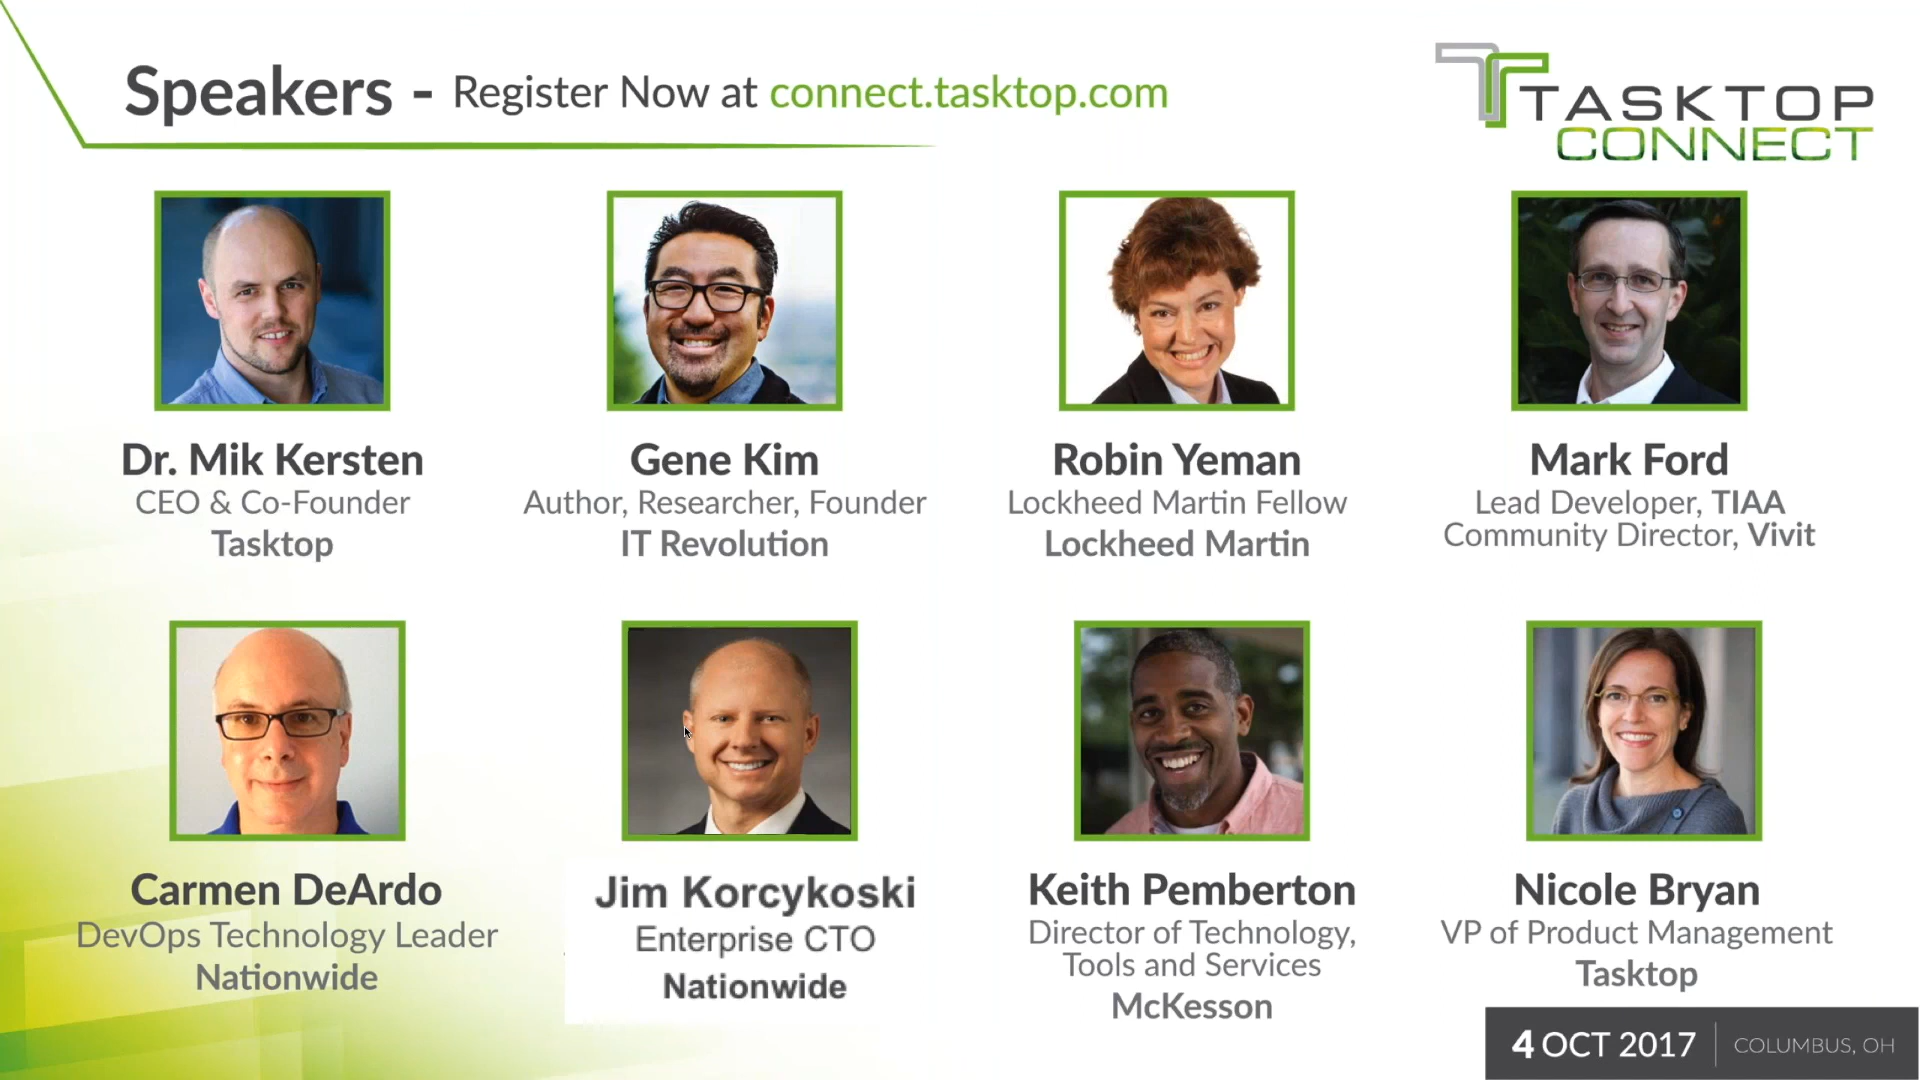 Speakers - Register Now at connect.tasktop.com
TASKTOP
CONNECT
Dr. Mik Kersten
CEO & Co-Founder
Tasktop
Gene Kim
Author, Researcher, Founder
IT Revolution
Robin Yeman
Lockheed Martin Fellow
Lockheed Martin
Mark Ford
Lead Developer, TIAA
Community Director, Vivit
Carmen DeArdo
DevOps Technology Leader
Nationwide
Jim Korcykoski
Enterprise CTO
Nationwide
Keith Pemberton
Director of Technology,
Tools and Services
McKesson
Nicole Bryan
VP of Product Management
Tasktop
4 OCT 2017 | COLUMBUS, OH